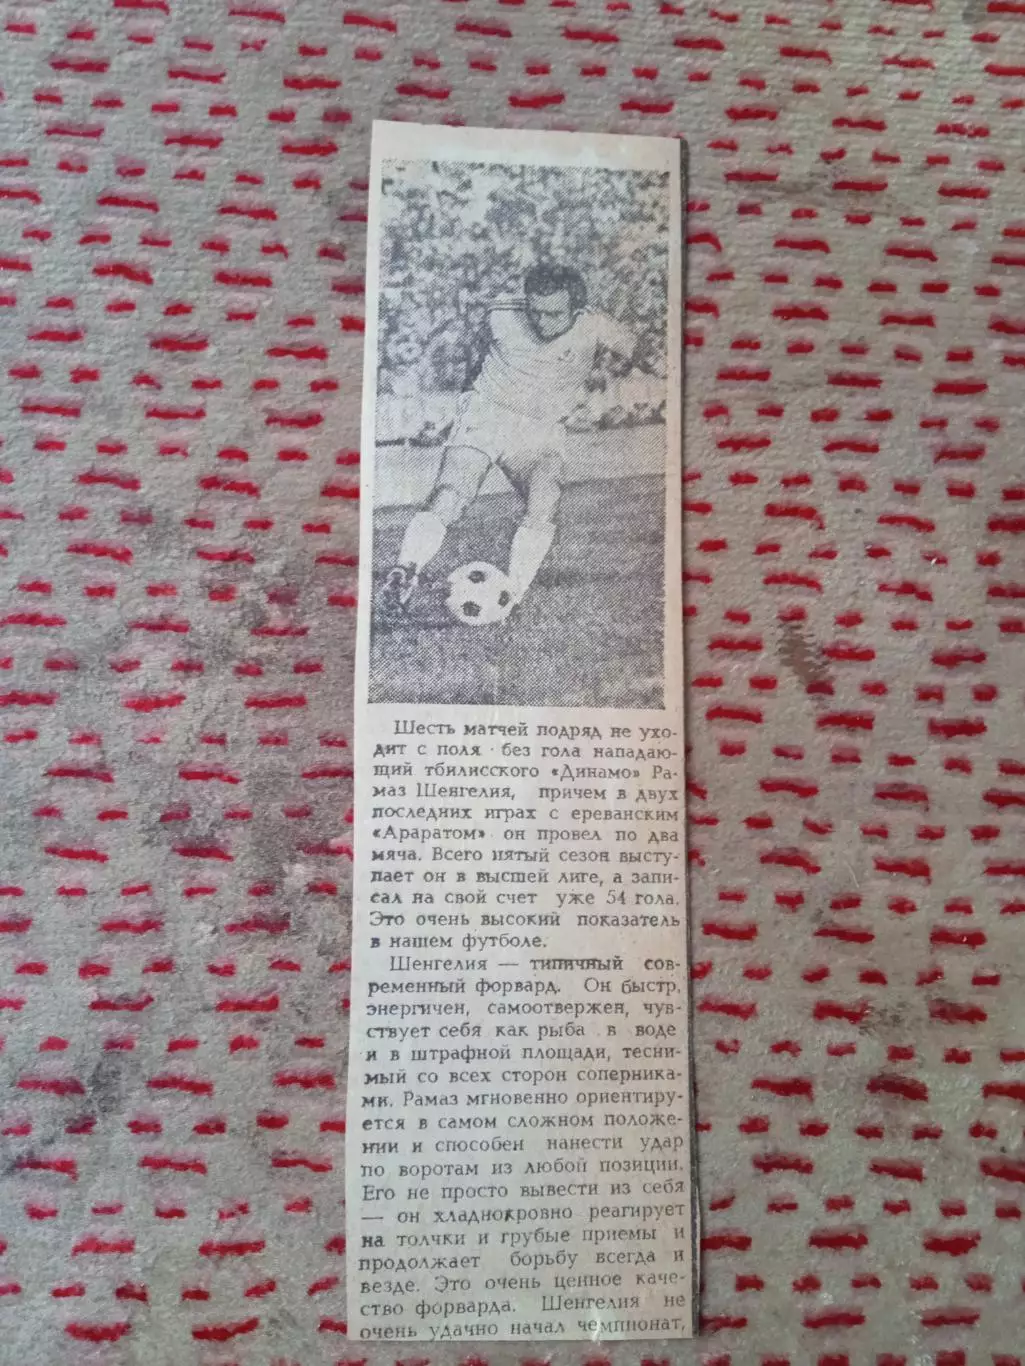 Шесть матчей подряд не ухо-
дит с поля без гола нападаю-
щий тбилисского «Динамо» Ра-
маз Шенгелия, причем в двух
последних играх с ереванским
«Араратом» он провел по два
мяча. Всего пятый сезон высту-
пает он в высшей лиге, а запи-
сал на свой счет уже 54 гола.
Это очень высокий показатель
в нашем футболе.
Шенгелия — типичный сов-
ременный форвард. Он быстр,
энергичен, самоотвержен, чув-
ствует себя как рыба в воде
и в штрафной площади, тесни-
мый со всех сторон соперника-
ми. Рамаз мгновенно ориентиру-
ется в самом сложном положе-
нии и способен нанести удар
по воротам из любой позиции.
Его не просто вывести из себя
— он хладнокровно реагирует
на толчки и грубые приемы и
продолжает борьбу всегда и
везде. Это очень ценное каче-
ство форварда. Шенгелия не
очень удачно начал чемпионат,